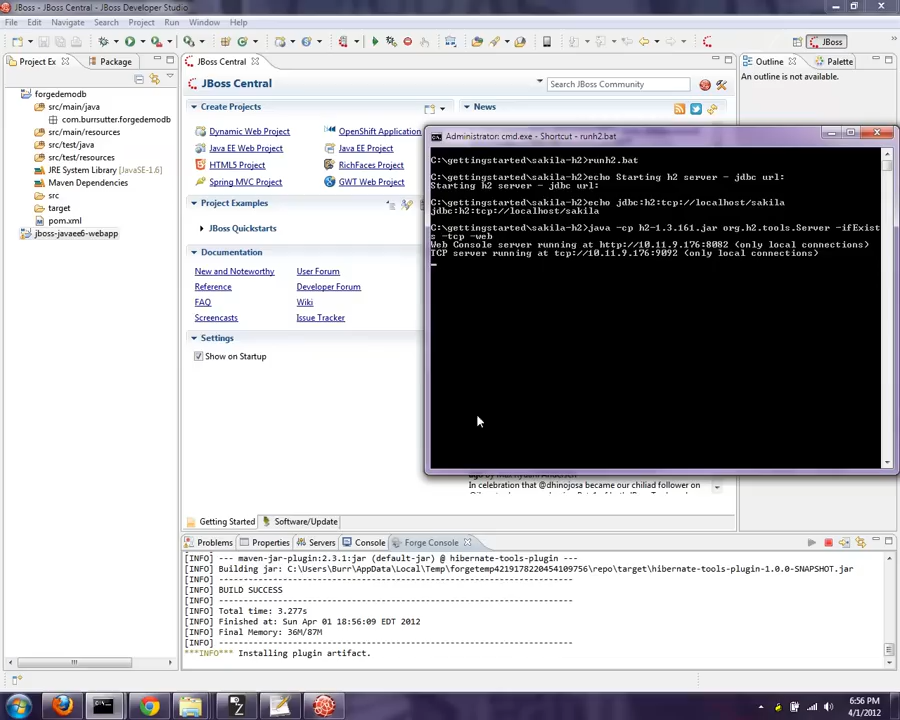 JBoss - JBoss Central - JBoss Developer Studio
File Edit Navigate Search Project Run Window Help
JBoss
Project Ex
Package
JBoss Central
Outline
Palette
forgedemodb
src/main/java
com.burrsutter.forgedemodb
src/main/resources
src/test/java
src/test/resources
JRE System Library [JavaSE-1.6]
Maven Dependencies
src
target
pom.xml
jboss-javaee6-webapp
JBoss Central
Search JBoss Community
Create Projects
Dynamic Web Project
OpenShift Application
Java EE Web Project
Java EE Project
HTML5 Project
RichFaces Project
Spring MVC Project
GWT Web Project
Project Examples
JBoss Quickstarts
Documentation
New and Noteworthy
User Forum
Reference
Developer Forum
FAQ
Wiki
Screencasts
Issue Tracker
Settings
Show on Startup
News
In celebration that @dhinojosa became our chiliad follower on
An outline is not available.
Administrator: cmd.exe - Shortcut - runh2.bat
C:\gettingstarted\sakila-h2>runh2.bat
C:\gettingstarted\sakila-h2>echo Starting h2 server - jdbc url:
Starting h2 server - jdbc url:
C:\gettingstarted\sakila-h2>echo jdbc:h2:tcp://localhost/sakila
jdbc:h2:tcp://localhost/sakila
C:\gettingstarted\sakila-h2>java -cp h2-1.3.161.jar org.h2.tools.Server -ifExist
s -tcp -web
Web Console server running at http://10.11.9.176:8082 (only local connections)
TCP server running at tcp://10.11.9.176:9092 (only local connections)
Getting Started
Software/Update
Problems
Properties
Servers
Console
Forge Console
[INFO] --- maven-jar-plugin:2.3.1:jar (default-jar) @ hibernate-tools-plugin ---
[INFO] Building jar: C:\Users\Burr\AppData\Local\Temp\forgetemp4219178220454109756\repo\target\hibernate-tools-plugin-1.0.0-SNAPSHOT.jar
[INFO] ------------------------------------------------------------------------
[INFO] BUILD SUCCESS
[INFO] ------------------------------------------------------------------------
[INFO] Total time: 3.277s
[INFO] Finished at: Sun Apr 01 18:56:09 EDT 2012
[INFO] Final Memory: 36M/87M
[INFO] ------------------------------------------------------------------------
***INFO*** Installing plugin artifact.
6:56 PM
4/1/2012